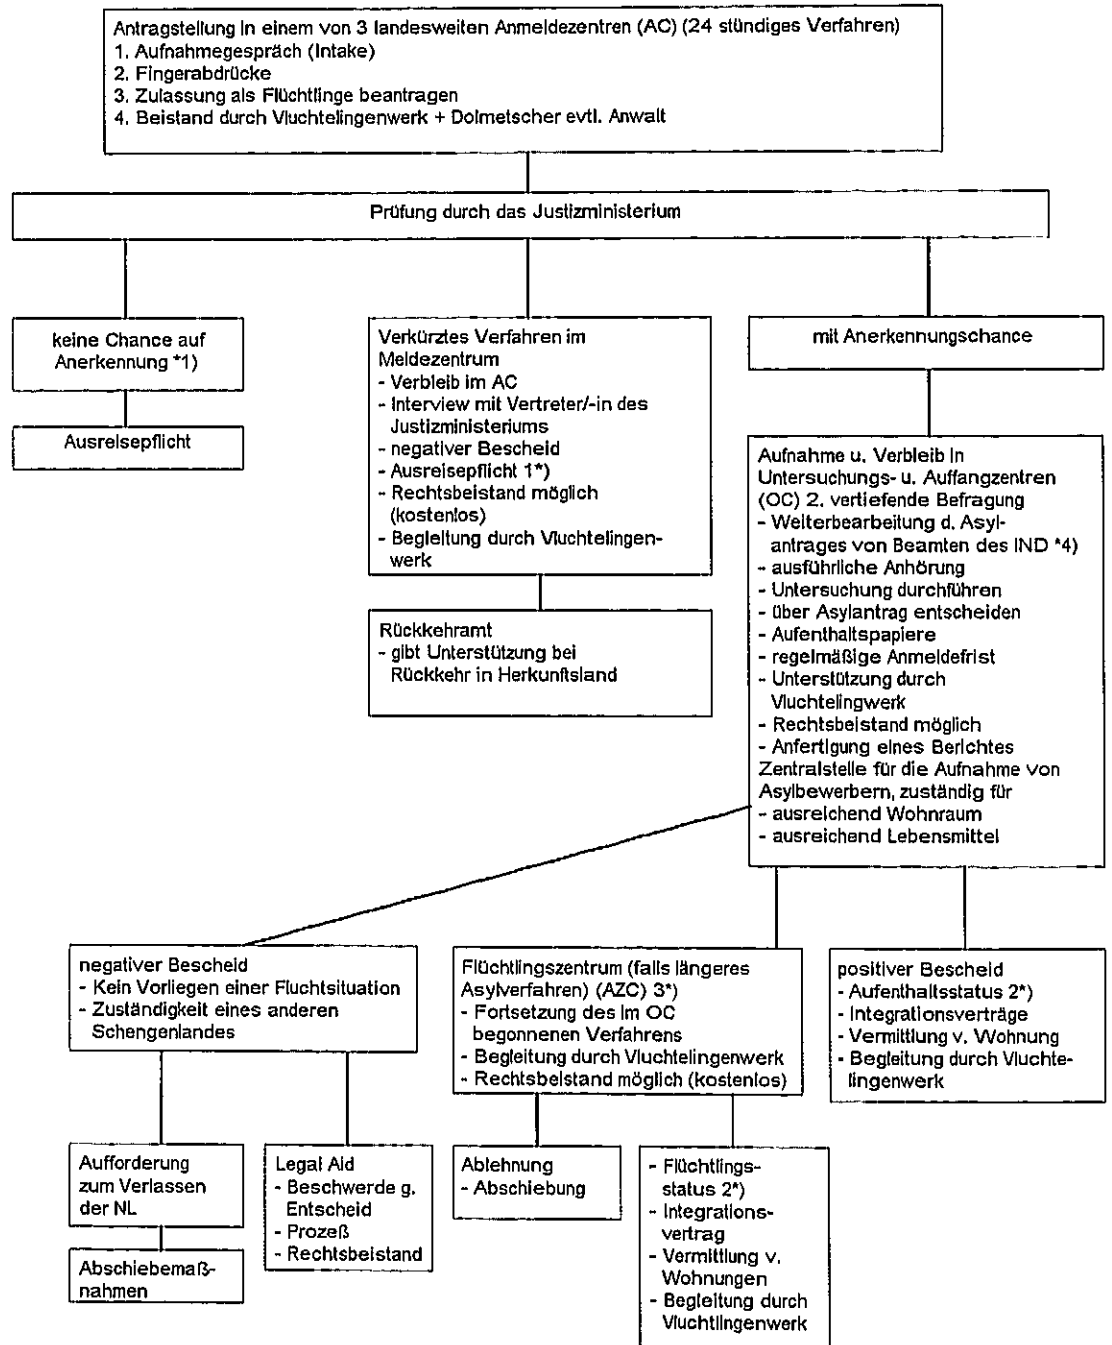 Antragstellung in einem von 3 landesweiten Anmeldezentren (AC) (24 stündiges Verfahren)
1. Aufnahmegespräch (Intake)
2. Fingerabdrücke
3. Zulassung als Flüchtlinge beantragen
4. Beistand durch Vluchtelingenwerk + Dolmetscher evtl. Anwalt
Prüfung durch das Justizministerium
keine Chance auf
Anerkennung *1)
Ausreisepflicht
Verkürztes Verfahren im
Meldezentrum
- Verbleib im AC
- Interview mit Vertreter/-in des
Justizministeriums
- negativer Bescheid
- Ausreisepflicht 1*)
- Rechtsbeistand möglich
(kostenlos)
- Begleitung durch Vluchtelingen-
werk
Rückkehramt
- gibt Unterstützung bei
Rückkehr in Herkunftsland
mit Anerkennungschance
Aufnahme u. Verbleib in
Untersuchungs- u. Auffangzentren
(OC) 2. vertiefende Befragung
- Weiterbearbeitung d. Asyl-
antrages von Beamten des IND *4)
- ausführliche Anhörung
- Untersuchung durchführen
- über Asylantrag entscheiden
- Aufenthaltspapiere
- regelmäßige Anmeldefrist
- Unterstützung durch
Vluchtelingwerk
- Rechtsbeistand möglich
- Anfertigung eines Berichtes
Zentralstelle für die Aufnahme von
Asylbewerbern, zuständig für
- ausreichend Wohnraum
- ausreichend Lebensmittel
negativer Bescheid
- Kein Vorliegen einer Fluchtsituation
- Zuständigkeit eines anderen
Schengenlandes
Aufforderung
zum Verlassen
der NL
Abschiebemaß-
nahmen
Legal Aid
- Beschwerde g.
Entscheid
- Prozeß
- Rechtsbeistand
Flüchtlingszentrum (falls längeres
Asylverfahren) (AZC) 3*)
- Fortsetzung des im OC
begonnenen Verfahrens
- Begleitung durch Vluchtelingenwerk
- Rechtsbeistand möglich (kostenlos)
Ablehnung
- Abschiebung
- Flüchtlings-
status 2*)
- Integrations-
vertrag
- Vermittlung v.
Wohnungen
- Begleitung durch
Vluchtlingenwerk
positiver Bescheid
- Aufenthaltsstatus 2*)
- Integrationsverträge
- Vermittlung v. Wohnung
- Begleitung durch Vluchte-
lingenwerk